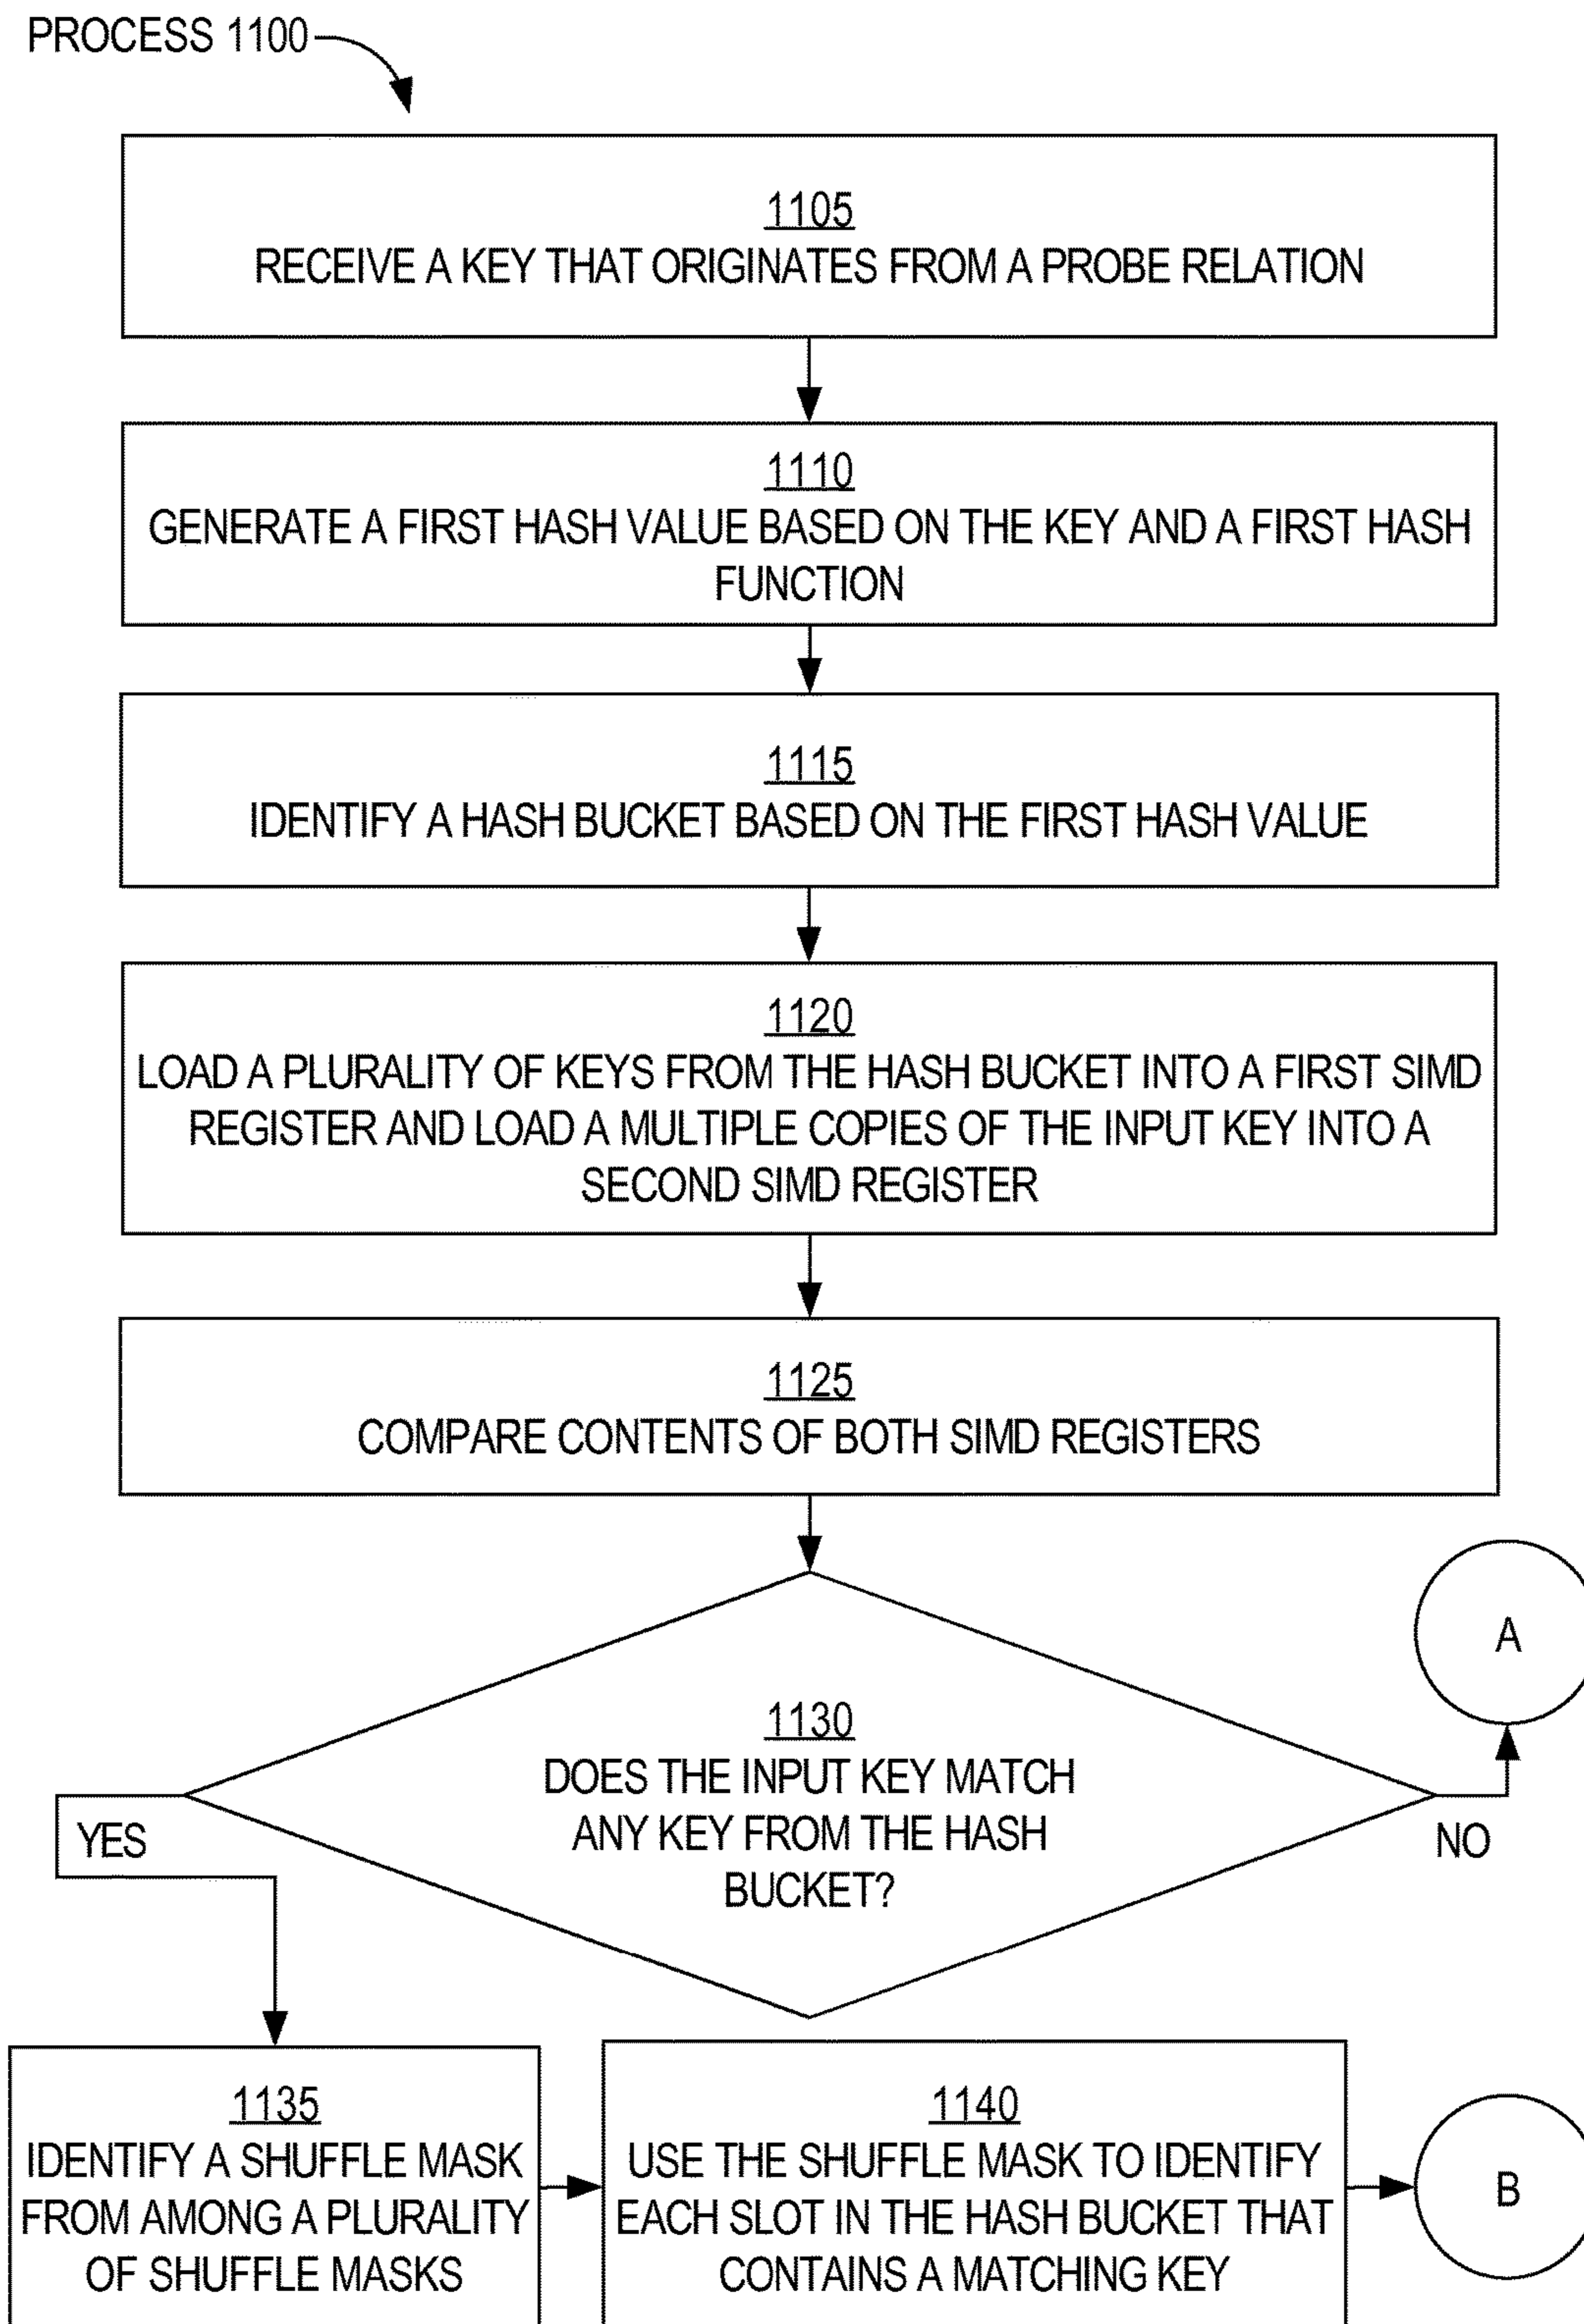 PROCESS 1100
1105
RECEIVE A KEY THAT ORIGINATES FROM A PROBE RELATION
1110
GENERATE A FIRST HASH VALUE BASED ON THE KEY AND A FIRST HASH
FUNCTION
1115
IDENTIFY A HASH BUCKET BASED ON THE FIRST HASH VALUE
1120
LOAD A PLURALITY OF KEYS FROM THE HASH BUCKET INTO A FIRST SIMD
REGISTER AND LOAD A MULTIPLE COPIES OF THE INPUT KEY INTO A
SECOND SIMD REGISTER
1125
COMPARE CONTENTS OF BOTH SIMD REGISTERS
A
1130
DOES THE INPUT KEY MATCH
ANY KEY FROM THE HASH
BUCKET?
YES
NO
1135
IDENTIFY A SHUFFLE MASK
FROM AMONG A PLURALITY
OF SHUFFLE MASKS
1140
USE THE SHUFFLE MASK TO IDENTIFY
EACH SLOT IN THE HASH BUCKET THAT
CONTAINS A MATCHING KEY
B